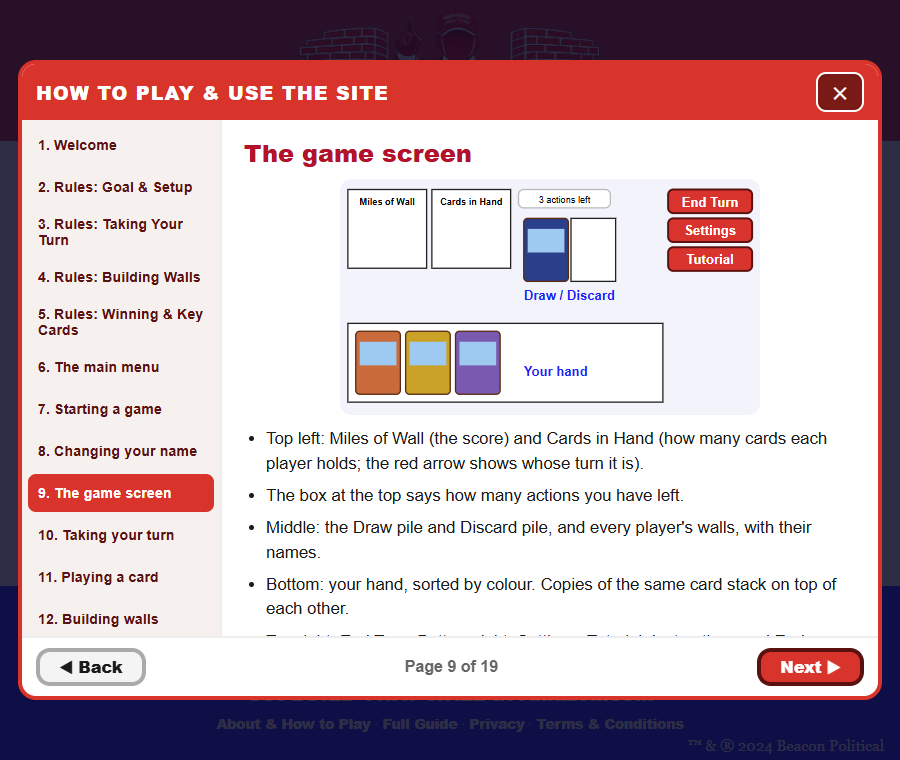 HOW TO PLAY & USE THE SITE
✕
1. Welcome
2. Rules: Goal & Setup
3. Rules: Taking Your
Turn
4. Rules: Building Walls
5. Rules: Winning & Key
Cards
6. The main menu
7. Starting a game
8. Changing your name
9. The game screen
10. Taking your turn
11. Playing a card
12. Building walls
The game screen
Miles of Wall
Cards in Hand
3 actions left
End Turn
Settings
Tutorial
Draw / Discard
Your hand
• Top left: Miles of Wall (the score) and Cards in Hand (how many cards each
player holds; the red arrow shows whose turn it is).
• The box at the top says how many actions you have left.
• Middle: the Draw pile and Discard pile, and every player's walls, with their
names.
• Bottom: your hand, sorted by colour. Copies of the same card stack on top of
each other.
◀ Back
Page 9 of 19
Next ▶
About & How to Play · Full Guide · Privacy · Terms & Conditions
™ & ® 2024 Beacon Political